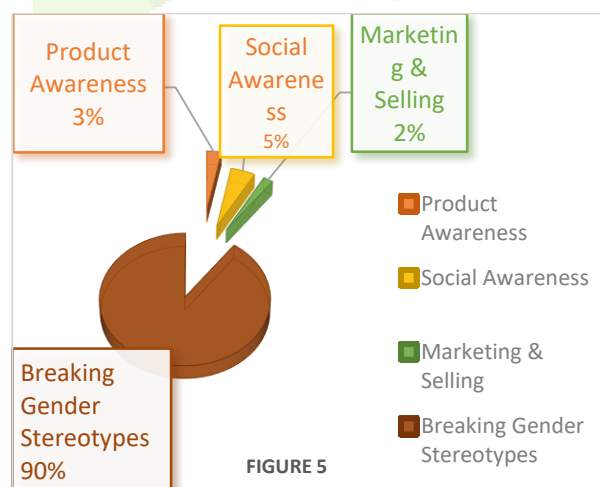 Product
Awareness
3%
Social
Awarene
ss
5%
Marketin
g &
Selling
2%
Product
Awareness
Social Awareness
Marketing &
Selling
Breaking Gender
Stereotypes
Breaking
Gender
Stereotypes
90%
FIGURE 5